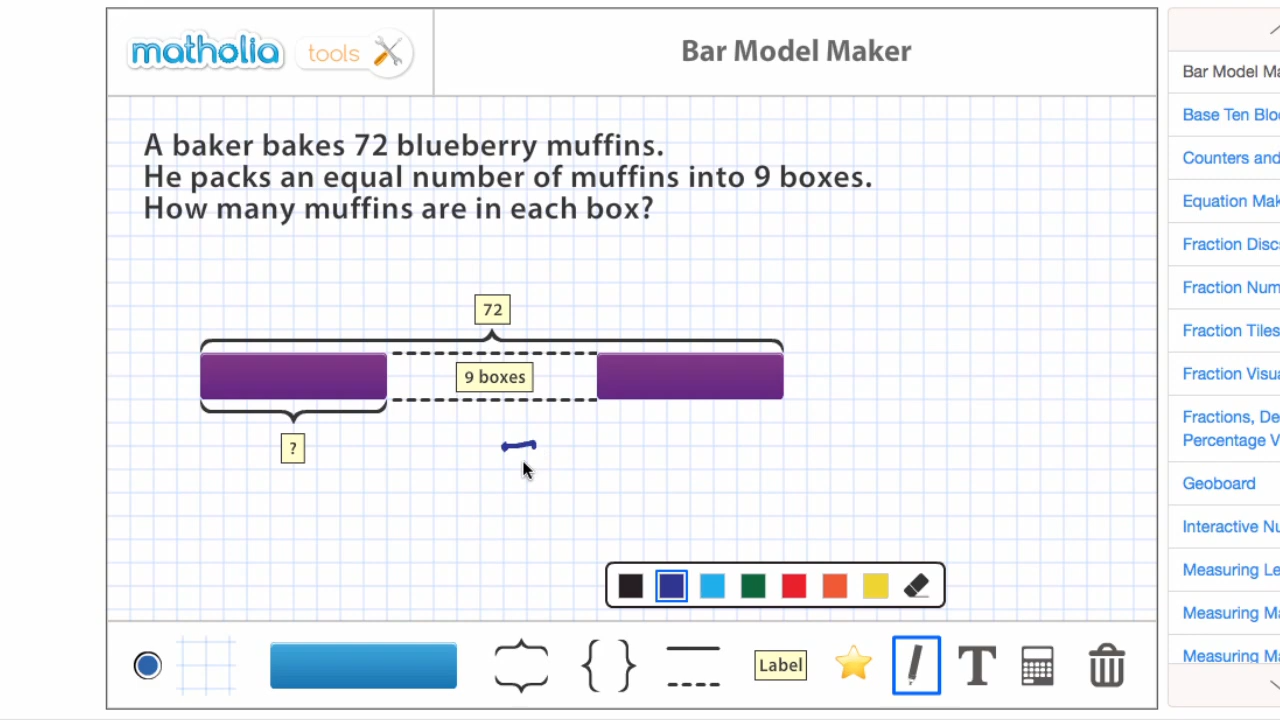 matholia tools
Bar Model Maker
A baker bakes 72 blueberry muffins.
He packs an equal number of muffins into 9 boxes.
How many muffins are in each box?
72
9 boxes
?
Label
T
Bar Model Ma
Base Ten Bloc
Counters and
Equation Mak
Fraction Discs
Fraction Num
Fraction Tiles
Fraction Visua
Fractions, De
Percentage V
Geoboard
Interactive Nu
Measuring Le
Measuring Ma
Measuring Ma